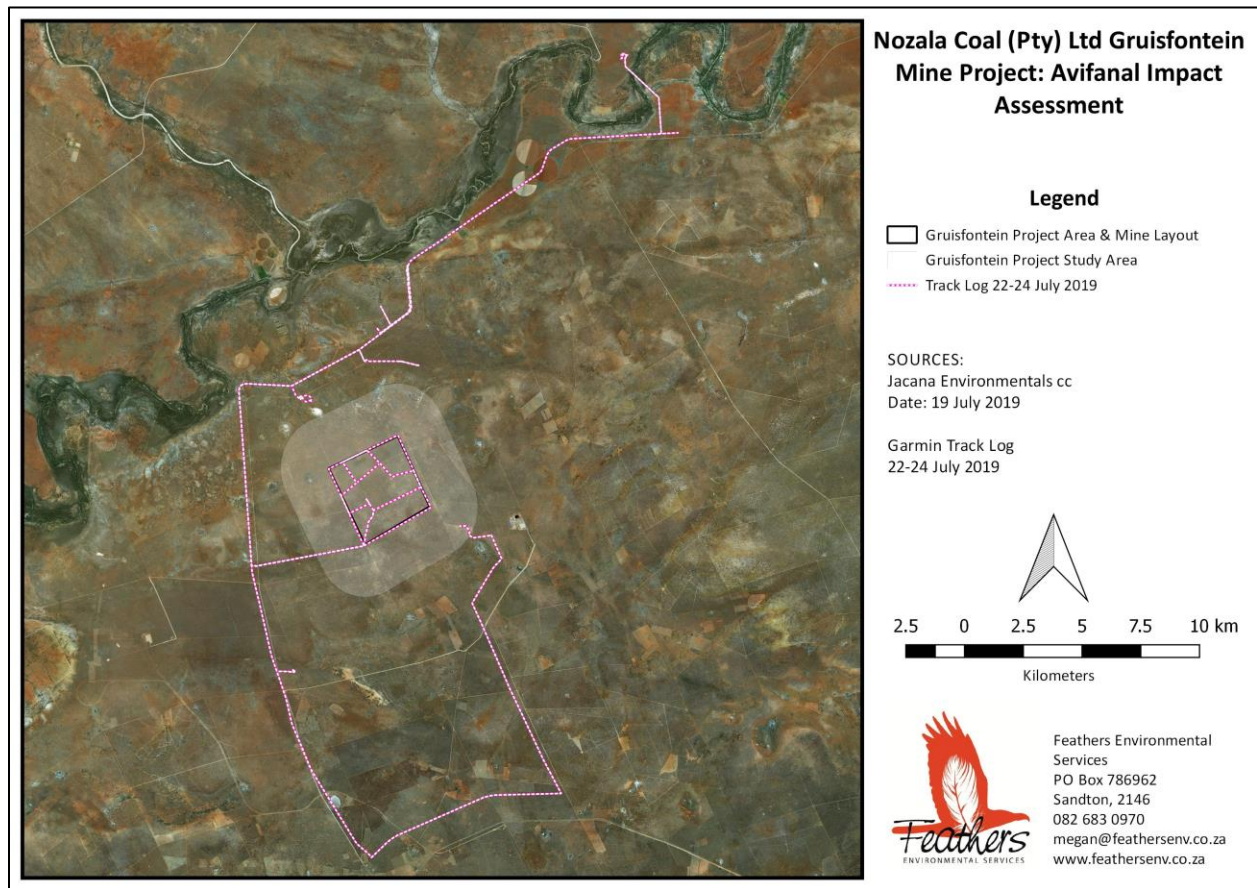 Nozala Coal (Pty) Ltd Gruisfontein
Mine Project: Avifanal Impact
Assessment
Legend
Gruisfontein Project Area & Mine Layout
Gruisfontein Project Study Area
Track Log 22-24 July 2019
SOURCES:
Jacana Environmentals cc
Date: 19 July 2019
Garmin Track Log
22-24 July 2019
2.5 0 2.5 5 7.5 10 km
Kilometers
Feathers
ENVIRONMENTAL SERVICES
Feathers Environmental
Services
PO Box 786962
Sandton, 2146
082 683 0970
megan@feathersenv.co.za
www.feathersenv.co.za